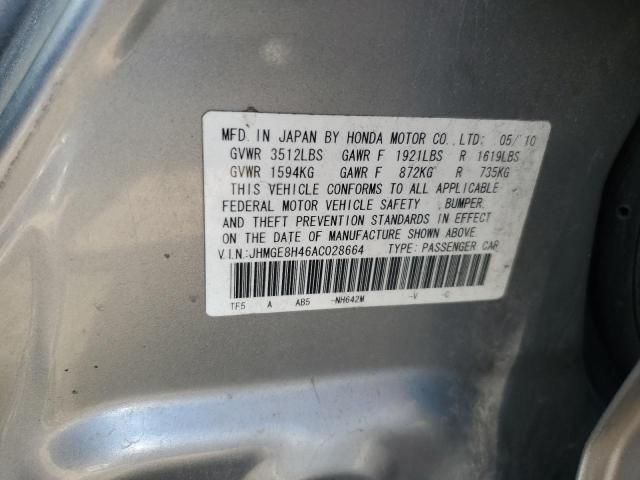 MFD. IN JAPAN BY HONDA MOTOR CO., LTD. 05/10
GVWR 3512LBS GAWR F 1921LBS R 1619LBS
GVWR 1594KG GAWR F 872KG R 735KG
THIS VEHICLE CONFORMS TO ALL APPLICABLE
FEDERAL MOTOR VEHICLE SAFETY, BUMPER,
AND THEFT PREVENTION STANDARDS IN EFFECT
ON THE DATE OF MANUFACTURE SHOWN ABOVE.
V.I.N.:JHMGE8H46AC028664 TYPE: PASSENGER CAR
TF5 A AB5 -NH642M -V -C